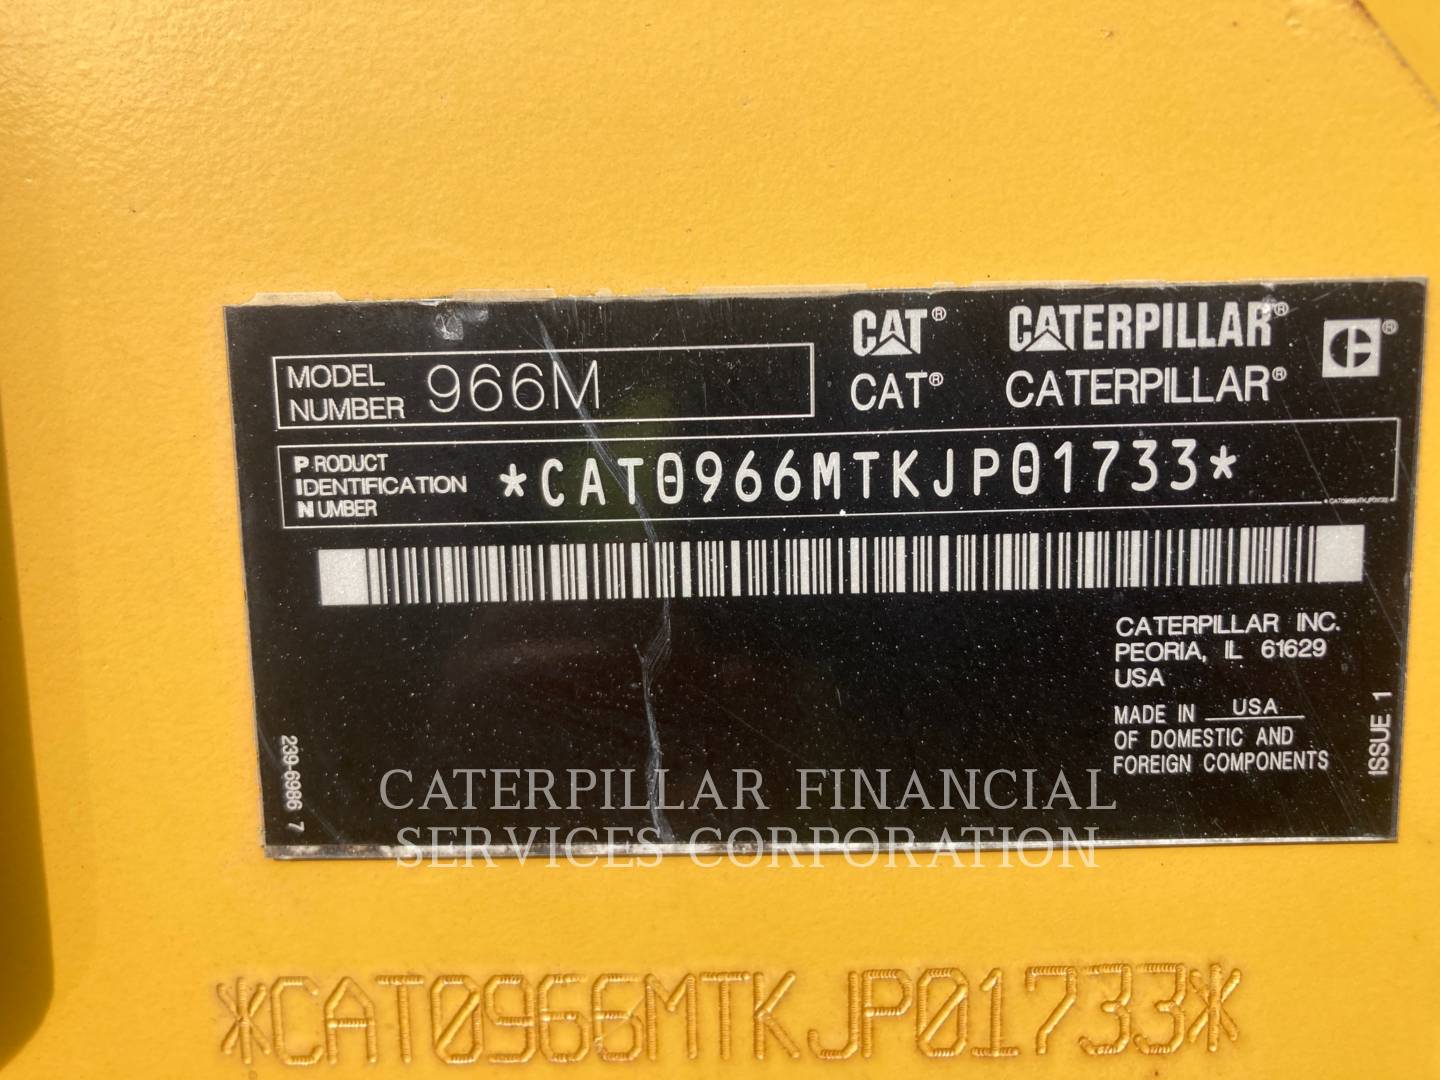 CAT® CATERPILLAR® C®
MODEL NUMBER 966M
CAT® CATERPILLAR®
PRODUCT IDENTIFICATION NUMBER *CAT0966MTKJP01733*
*CAT0966MTKJP01733*
CATERPILLAR INC.
PEORIA, IL 61629
USA
MADE IN USA
OF DOMESTIC AND
FOREIGN COMPONENTS
ISSUE 1
239-6986 7
CATERPILLAR FINANCIAL
SERVICES CORPORATION
*CAT0966MTKJP01733*